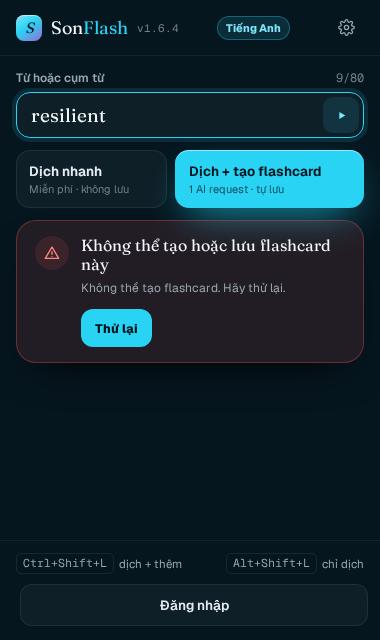 S SonFlash v1.6.4 Tiếng Anh
Từ hoặc cụm từ 9/80
resilient
Dịch nhanh
Miễn phí · không lưu
Dịch + tạo flashcard
1 AI request · tự lưu
Không thể tạo hoặc lưu flashcard
này
Không thể tạo flashcard. Hãy thử lại.
Thử lại
Ctrl+Shift+L dịch + thêm Alt+Shift+L chỉ dịch
Đăng nhập